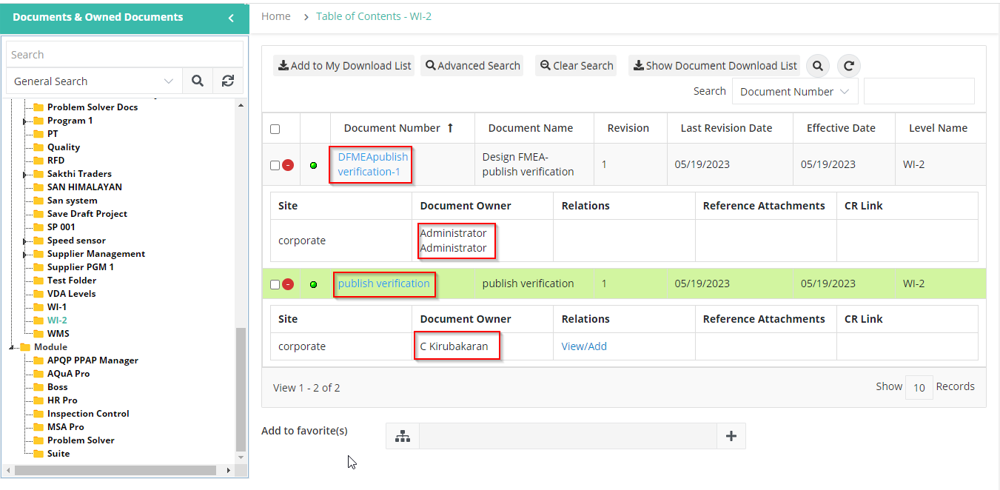 Documents & Owned Documents
Home
Table of Contents - WI-2
Search
General Search
Problem Solver Docs
Program 1
PT
Quality
RFD
Sakthi Traders
SAN HIMALAYAN
San system
Save Draft Project
SP 001
Speed sensor
Supplier Management
Supplier PGM 1
Test Folder
VDA Levels
WI-1
WI-2
WMS
Module
APQP PPAP Manager
AQuA Pro
Boss
HR Pro
Inspection Control
MSA Pro
Problem Solver
Suite
Add to My Download List
Advanced Search
Clear Search
Show Document Download List
Search
Document Number
Document Number Document Name Revision Last Revision Date Effective Date Level Name
DFMEApublish
verification-1
Design FMEA-
publish verification
1
05/19/2023
05/19/2023
WI-2
Site Document Owner Relations Reference Attachments CR Link
corporate
Administrator
Administrator
publish verification publish verification 1 05/19/2023 05/19/2023 WI-2
Site Document Owner Relations Reference Attachments CR Link
corporate C Kirubakaran View/Add
View 1 - 2 of 2
Show 10 Records
Add to favorite(s)